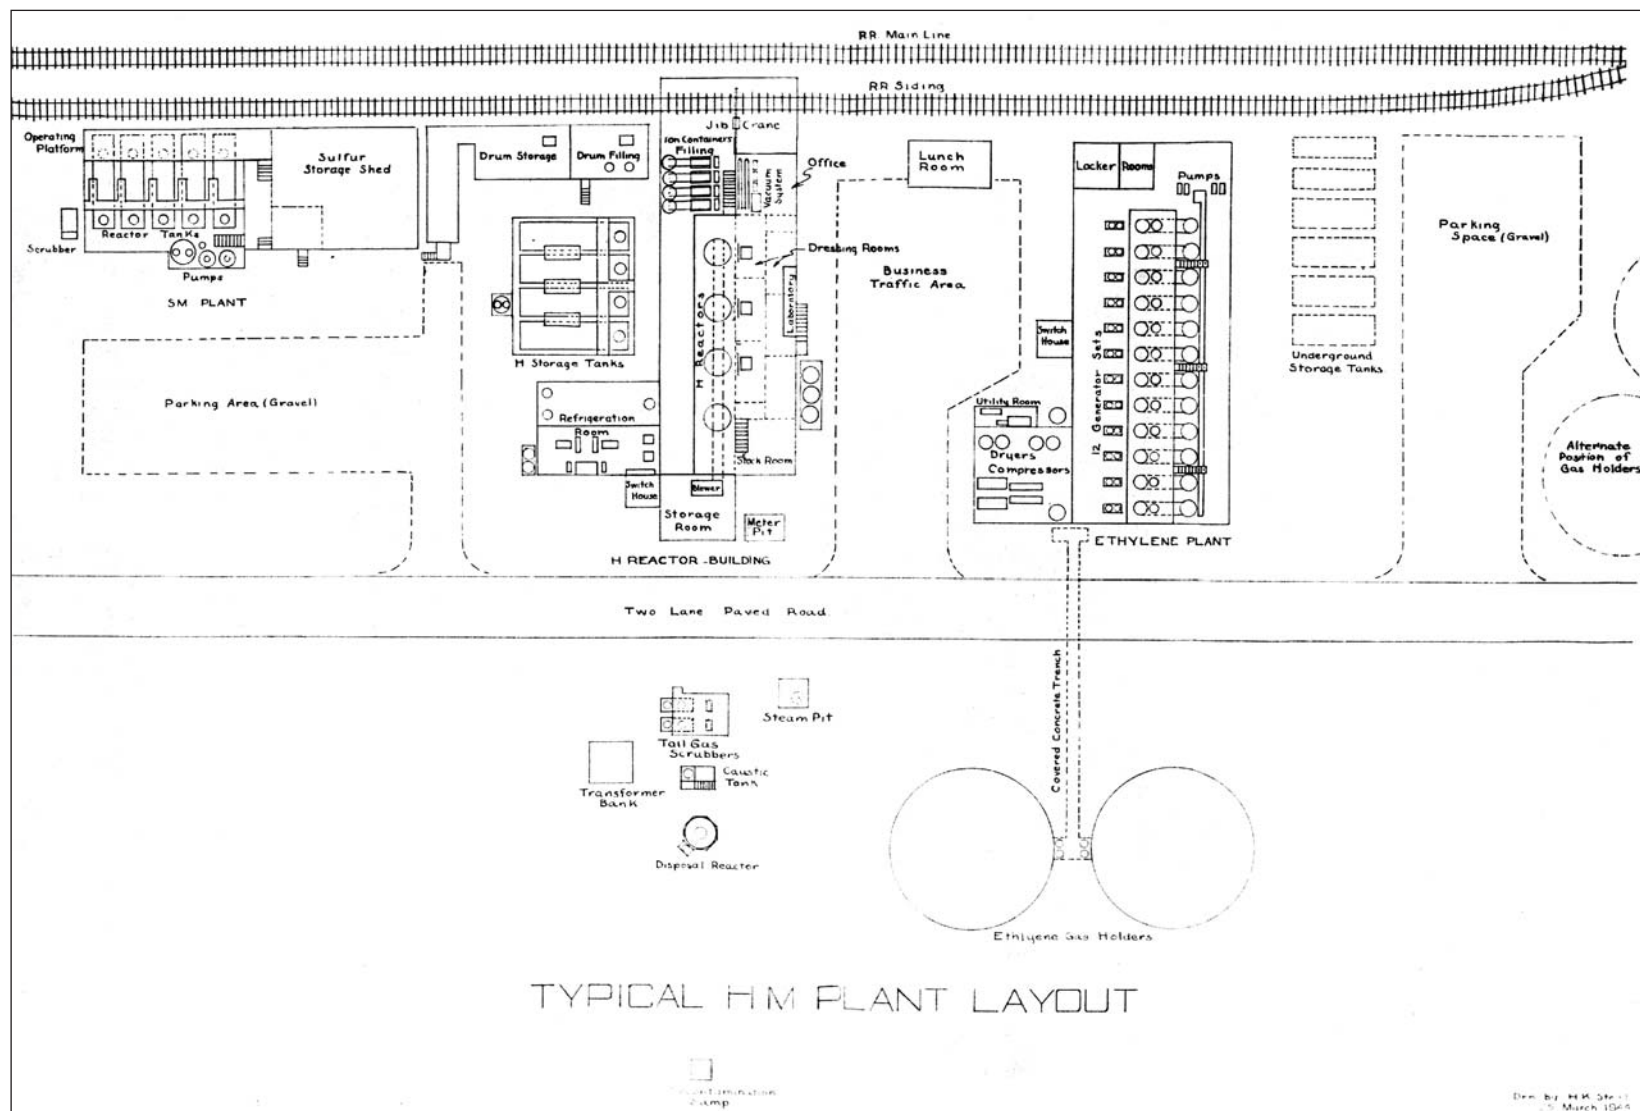 RR Main Line
RR Siding
Operating
Platform
Sulfur
Storage Shed
Reactor Tanks
Scrubber
Pumps
SM PLANT
Drum Storage
Drum Filling
Jib Crane
Ton Containers
Filling
Vacuum
System
Office
Lunch
Room
Locker Rooms
Pumps
Parking
Space (Gravel)
Dressing Rooms
Business
Traffic Area
H Reactors
Laboratory
H Storage Tanks
Switch
House
12 Generator Sets
Underground
Storage Tanks
Parking Area (Gravel)
Refrigeration
Room
Utility Room
Dryers
Compressors
Alternate
Position of
Gas Holders
Stock Room
Switch
House
Blower
Storage
Room
Meter
Pit
H REACTOR BUILDING
ETHYLENE PLANT
Two Lane Paved Road
Covered Concrete Trench
Steam Pit
Tail Gas
Scrubbers
Caustic
Tank
Transformer
Bank
Disposal Reactor
Ethlyene Gas Holders
TYPICAL HM PLANT LAYOUT
March